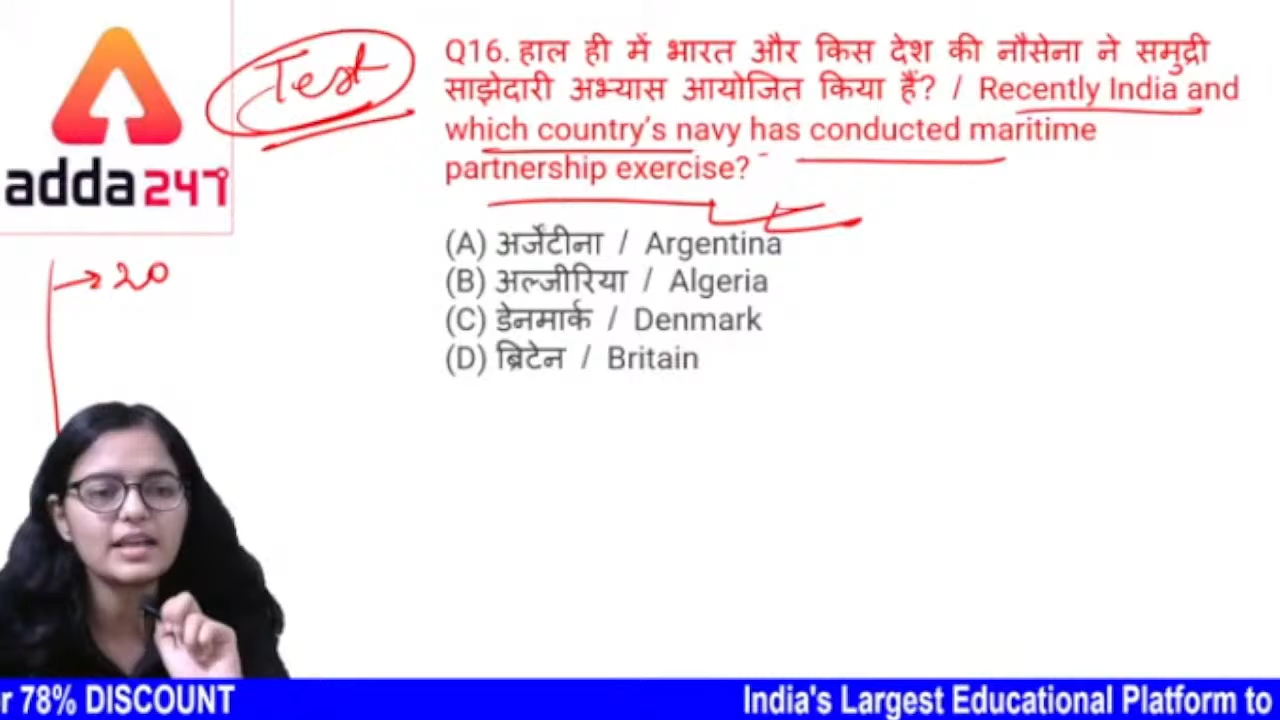 adda247
Test
→ 20
Q16. हाल ही में भारत और किस देश की नौसेना ने समुद्री
साझेदारी अभ्यास आयोजित किया हैं? / Recently India and
which country's navy has conducted maritime
partnership exercise?
(A) अर्जेंटीना / Argentina
(B) अल्जीरिया / Algeria
(C) डेनमार्क / Denmark
(D) ब्रिटेन / Britain
r 78% DISCOUNT India's Largest Educational Platform to